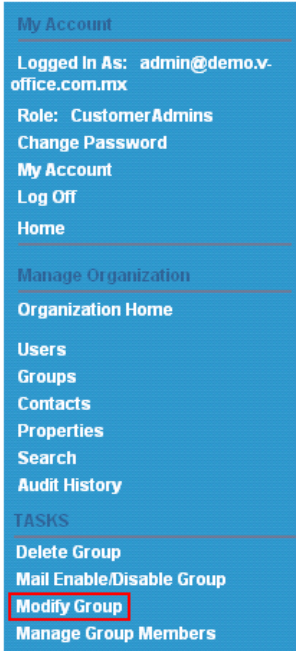 My Account
Logged In As: admin@demo.v-
office.com.mx
Role: CustomerAdmins
Change Password
My Account
Log Off
Home
Manage Organization
Organization Home
Users
Groups
Contacts
Properties
Search
Audit History
TASKS
Delete Group
Mail Enable/Disable Group
Modify Group
Manage Group Members